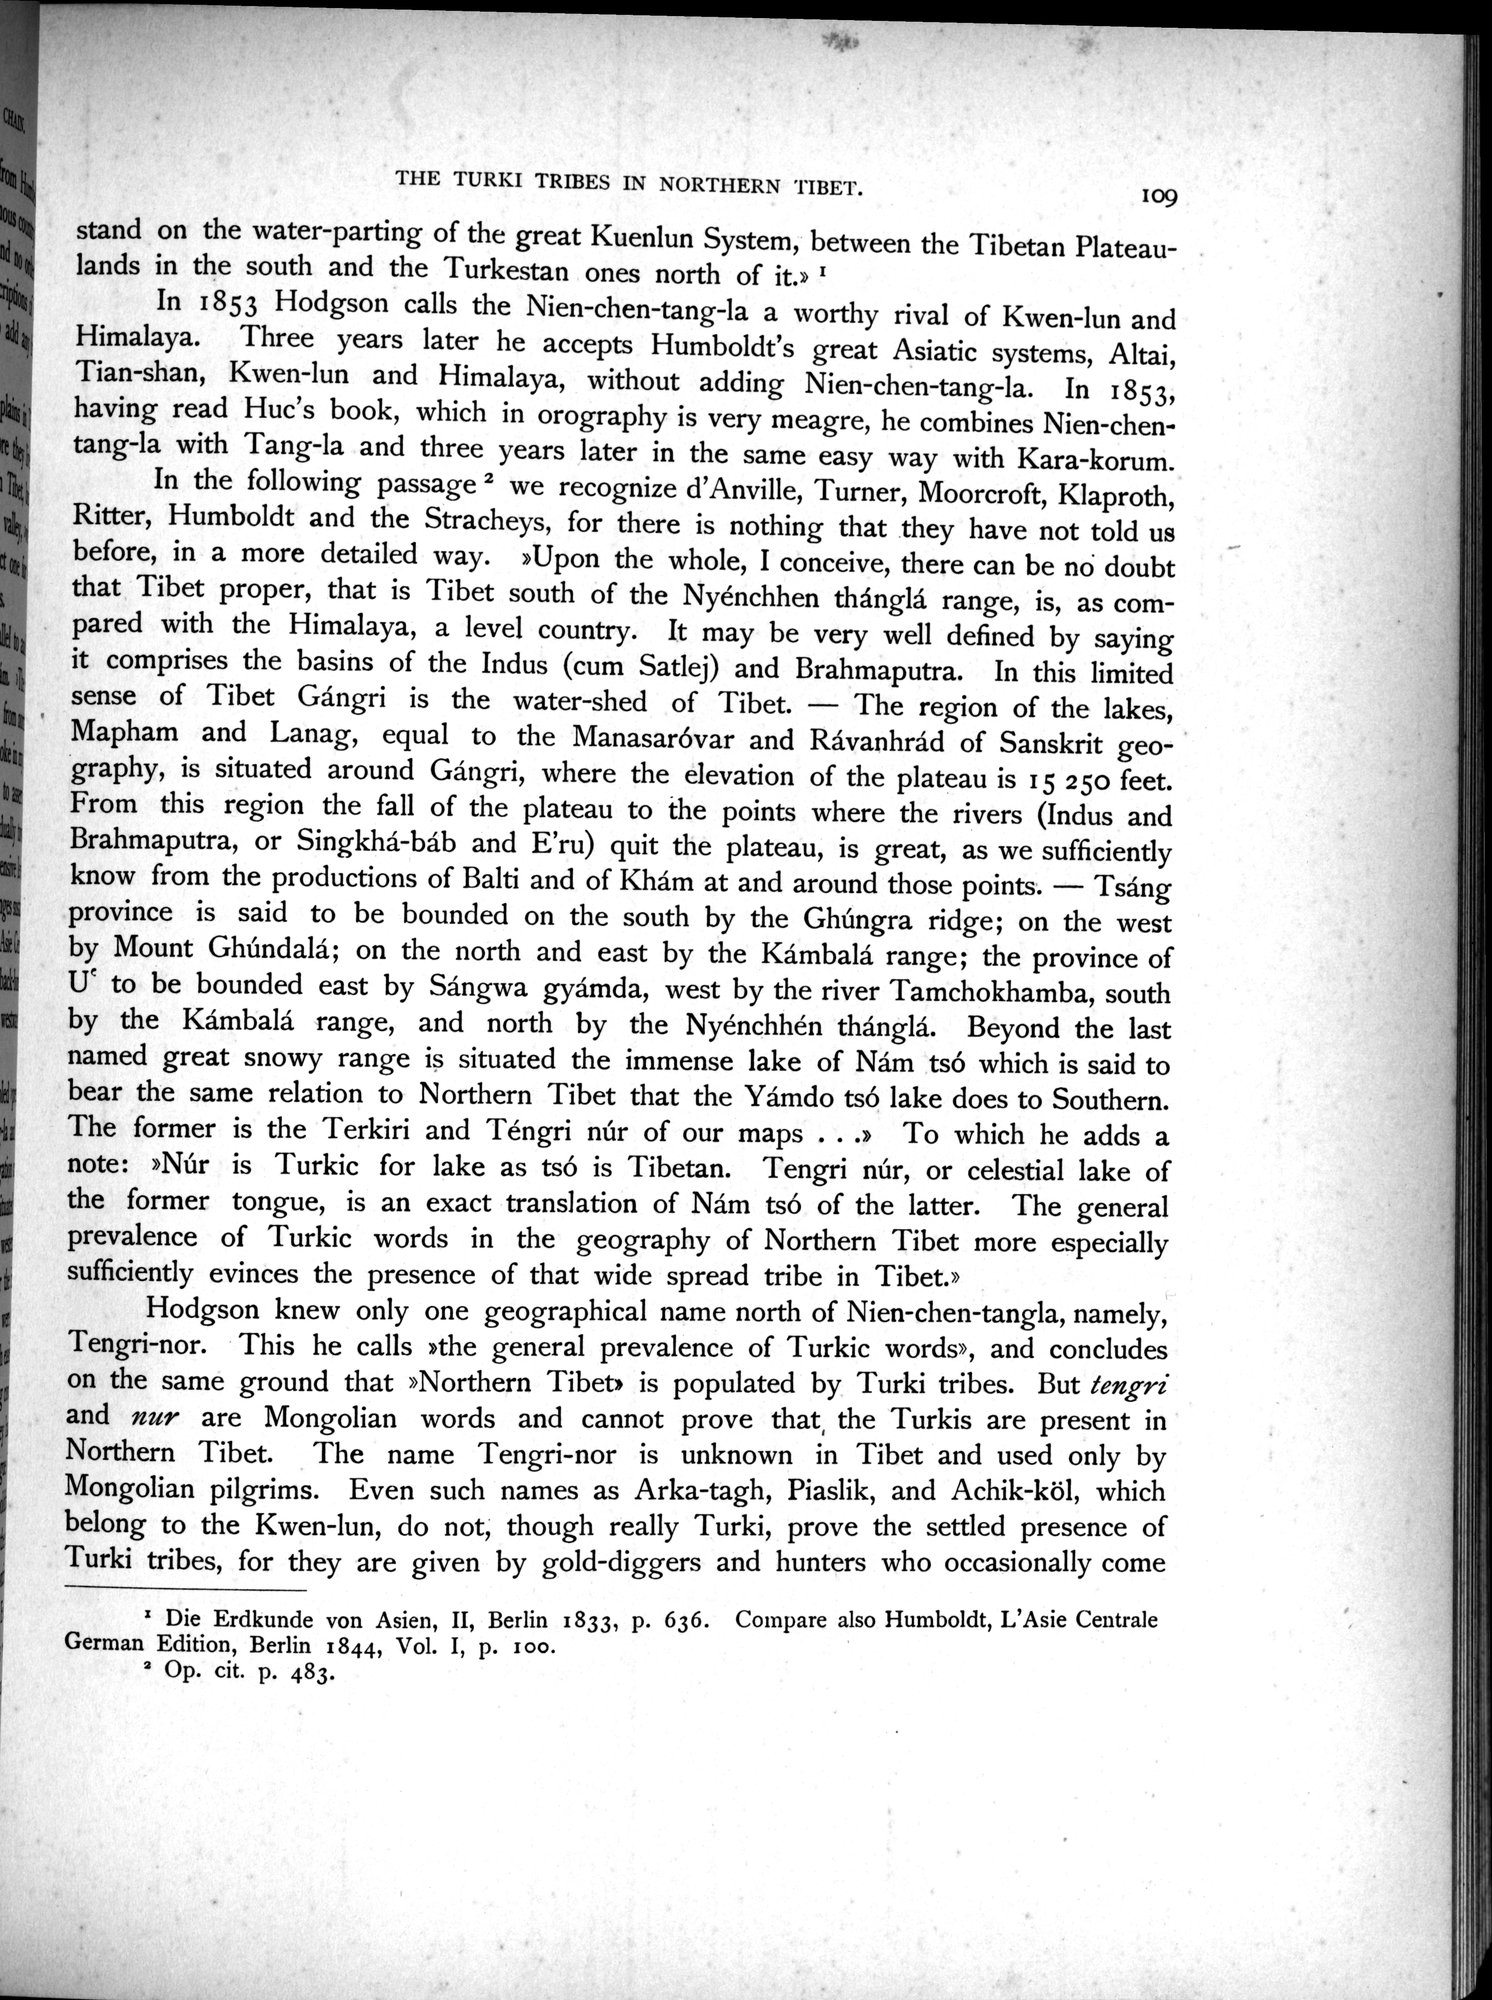 THE TURKI TRIBES IN NORTHERN TIBET.
109
stand on the water-parting of the great Kuenlun System, between the Tibetan Plateau-
lands in the south and the Turkestan ones north of it.» ¹
In 1853 Hodgson calls the Nien-chen-tang-la a worthy rival of Kwen-lun and
Himalaya. Three years later he accepts Humboldt's great Asiatic systems, Altai,
Tian-shan, Kwen-lun and Himalaya, without adding Nien-chen-tang-la. In 1853,
having read Huc's book, which in orography is very meagre, he combines Nien-chen-
tang-la with Tang-la and three years later in the same easy way with Kara-korum.
In the following passage ² we recognize d'Anville, Turner, Moorcroft, Klaproth,
Ritter, Humboldt and the Stracheys, for there is nothing that they have not told us
before, in a more detailed way. »Upon the whole, I conceive, there can be no doubt
that Tibet proper, that is Tibet south of the Nyénchhen thánglá range, is, as com-
pared with the Himalaya, a level country. It may be very well defined by saying
it comprises the basins of the Indus (cum Satlej) and Brahmaputra. In this limited
sense of Tibet Gángri is the water-shed of Tibet. — The region of the lakes,
Mapham and Lanag, equal to the Manasaróvar and Rávanhrád of Sanskrit geo-
graphy, is situated around Gángri, where the elevation of the plateau is 15 250 feet.
From this region the fall of the plateau to the points where the rivers (Indus and
Brahmaputra, or Singkhá-báb and E'ru) quit the plateau, is great, as we sufficiently
know from the productions of Balti and of Khám at and around those points. — Tsáng
province is said to be bounded on the south by the Ghúngra ridge; on the west
by Mount Ghúndalá; on the north and east by the Kámbalá range; the province of
Uʿ to be bounded east by Sángwa gyámda, west by the river Tamchokhamba, south
by the Kámbalá range, and north by the Nyénchhén thánglá. Beyond the last
named great snowy range is situated the immense lake of Nám tsó which is said to
bear the same relation to Northern Tibet that the Yámdo tsó lake does to Southern.
The former is the Terkiri and Téngri núr of our maps . . .» To which he adds a
note: »Núr is Turkic for lake as tsó is Tibetan. Tengri núr, or celestial lake of
the former tongue, is an exact translation of Nám tsó of the latter. The general
prevalence of Turkic words in the geography of Northern Tibet more especially
sufficiently evinces the presence of that wide spread tribe in Tibet.»
Hodgson knew only one geographical name north of Nien-chen-tangla, namely,
Tengri-nor. This he calls »the general prevalence of Turkic words», and concludes
on the same ground that »Northern Tibet» is populated by Turki tribes. But tengri
and nur are Mongolian words and cannot prove that the Turkis are present in
Northern Tibet. The name Tengri-nor is unknown in Tibet and used only by
Mongolian pilgrims. Even such names as Arka-tagh, Piaslik, and Achik-köl, which
belong to the Kwen-lun, do not, though really Turki, prove the settled presence of
Turki tribes, for they are given by gold-diggers and hunters who occasionally come
¹ Die Erdkunde von Asien, II, Berlin 1833, p. 636. Compare also Humboldt, L'Asie Centrale
German Edition, Berlin 1844, Vol. I, p. 100.
² Op. cit. p. 483.